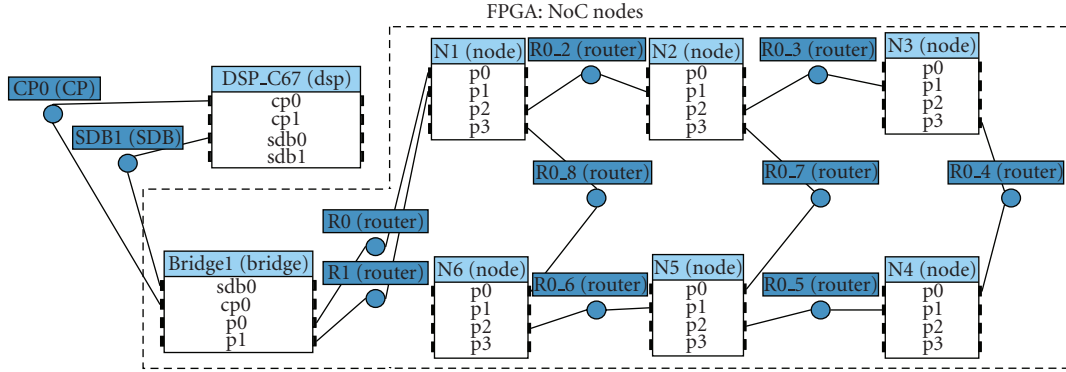 FPGA: NoC nodes
CP0 (CP)
SDB1 (SDB)
DSP_C67 (dsp)
cp0
cp1
sdb0
sdb1
Bridge1 (bridge)
sdb0
cp0
p0
p1
R0 (router)
R1 (router)
N1 (node)
p0
p1
p2
p3
R0_2 (router)
N2 (node)
p0
p1
p2
p3
R0_3 (router)
N3 (node)
p0
p1
p2
p3
R0_8 (router)
R0_7 (router)
R0_4 (router)
N6 (node)
p0
p1
p2
p3
R0_6 (router)
N5 (node)
p0
p1
p2
p3
R0_5 (router)
N4 (node)
p0
p1
p2
p3